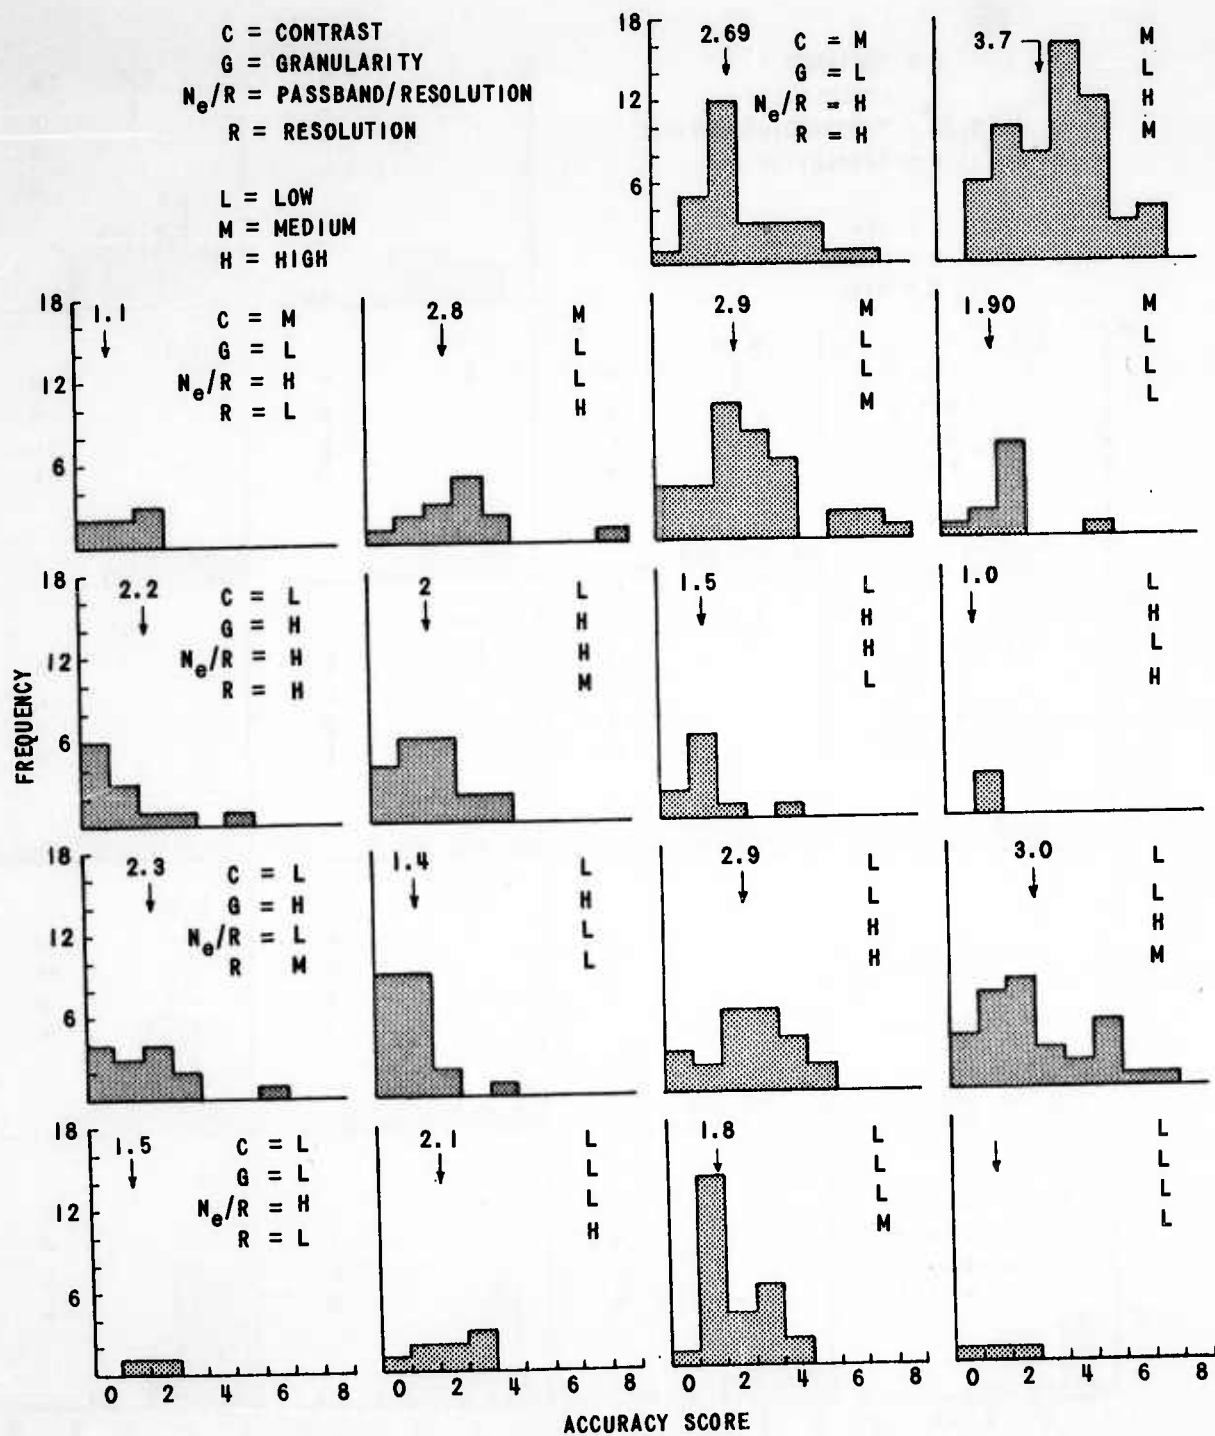 C = CONTRAST
G = GRANULARITY
Ne/R = PASSBAND/RESOLUTION
R = RESOLUTION
L = LOW
M = MEDIUM
H = HIGH
18
12
6
2.69
C = M
G = L
Ne/R = H
R = H
3.7
M
L
H
M
18
12
6
1.1
C = M
G = L
Ne/R = H
R = L
2.8
M
L
L
H
2.9
M
L
L
M
1.90
M
L
L
L
FREQUENCY
18
12
6
2.2
C = L
G = H
Ne/R = H
R = H
2
L
H
H
M
1.5
L
H
H
L
1.0
L
H
L
H
18
12
6
2.3
C = L
G = H
Ne/R = L
R M
1.4
L
H
L
L
2.9
L
L
H
H
3.0
L
L
H
M
18
12
6
1.5
C = L
G = L
Ne/R = H
R = L
2.1
L
L
L
H
1.8
L
L
L
M
L
L
L
L
0 2 4 6 8
0 2 4 6 8
0 2 4 6 8
0 2 4 6 8
ACCURACY SCORE